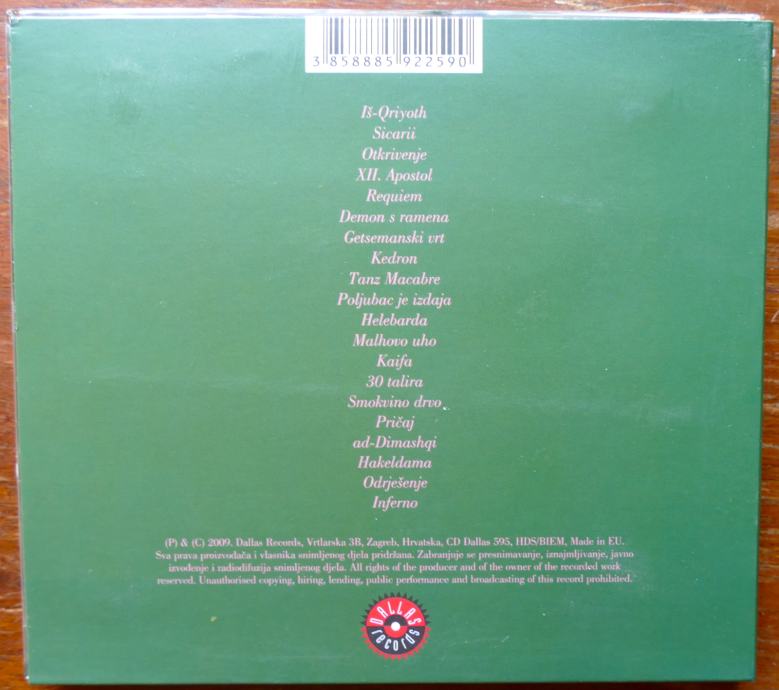 3 858885 922590
Iš-Qriyoth
Sicarii
Otkrivenje
XII. Apostol
Requiem
Demon s ramena
Getsemanski vrt
Kedron
Tanz Macabre
Poljubac je izdaja
Helebarda
Malhovo uho
Kaifa
30 talira
Smokvino drvo
Pričaj
ad-Dimashqi
Hakeldama
Odrješenje
Inferno
(P) & (C) 2009. Dallas Records, Vrtlarska 3B, Zagreb, Hrvatska, CD Dallas 595, HDS/BIEM, Made in EU.
Sva prava proizvođača i vlasnika snimljenog djela pridržana. Zabranjuje se presnimavanje, iznajmljivanje, javno
izvođenje i radiodifuzija snimljenog djela. All rights of the producer and of the owner of the recorded work
reserved. Unauthorised copying, hiring, lending, public performance and broadcasting of this record prohibited.
DALLAS
records